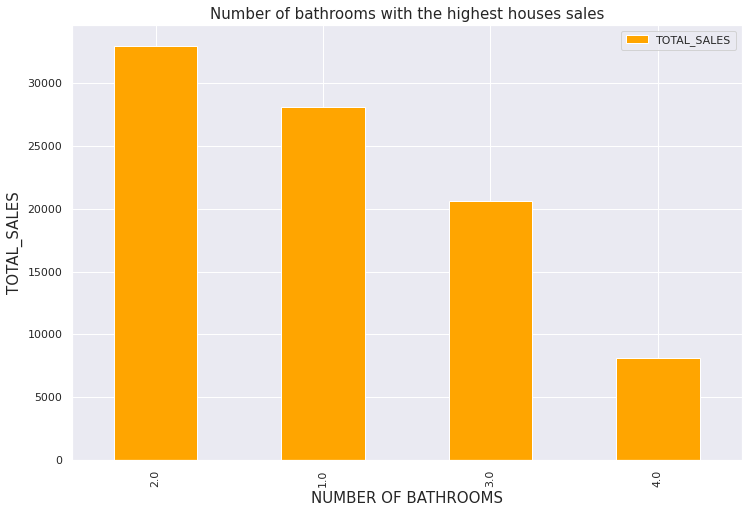 Number of bathrooms with the highest houses sales
TOTAL_SALES
TOTAL_SALES
30000
25000
20000
15000
10000
5000
0
2.0
1.0
3.0
4.0
NUMBER OF BATHROOMS